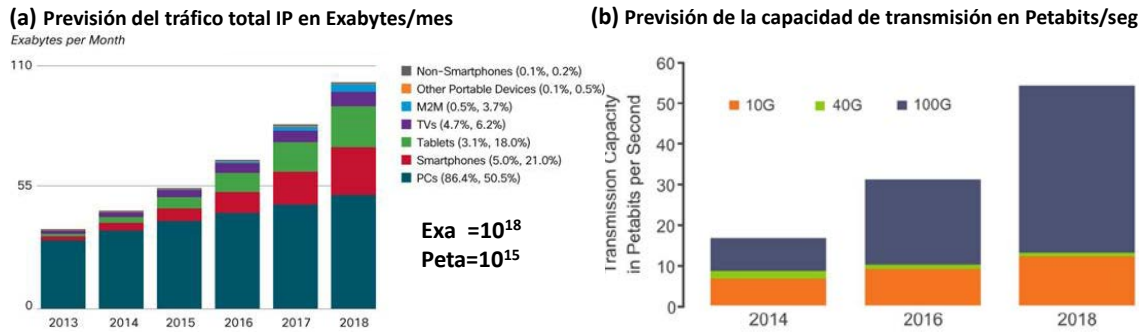 (a) Previsión del tráfico total IP en Exabytes/mes
Exabytes per Month
110
55
0
2013 2014 2015 2016 2017 2018
Non-Smartphones (0.1%, 0.2%)
Other Portable Devices (0.1%, 0.5%)
M2M (0.5%, 3.7%)
TVs (4.7%, 6.2%)
Tablets (3.1%, 18.0%)
Smartphones (5.0%, 21.0%)
PCs (86.4%, 50.5%)
Exa =10¹⁸
Peta=10¹⁵
(b) Previsión de la capacidad de transmisión en Petabits/seg
Transmission Capacity
in Petabits per Second
60
50
40
30
20
10
0
10G 40G 100G
2014 2016 2018